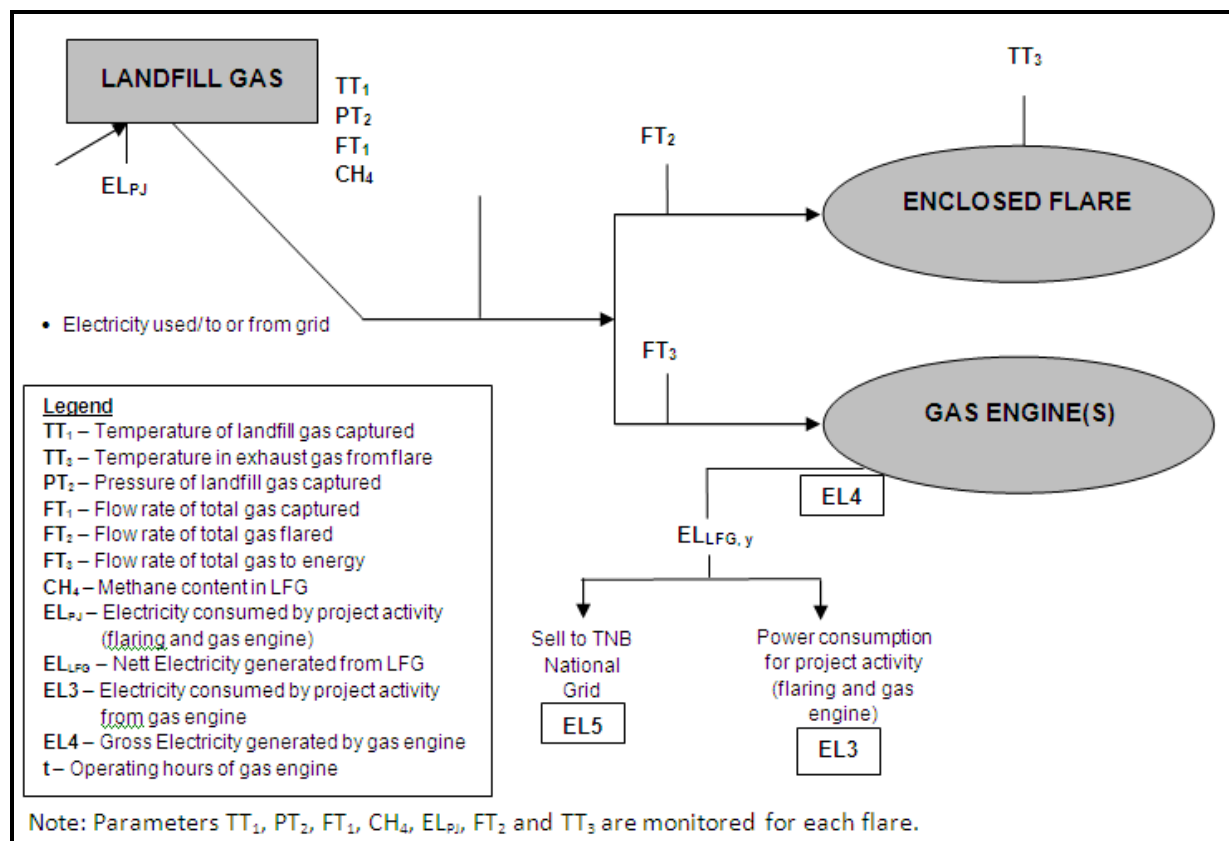 LANDFILL GAS
TT₁
PT₂
FT₁
CH₄
EL_PJ
TT₃
FT₂
ENCLOSED FLARE
• Electricity used/to or from grid
FT₃
GAS ENGINE(S)
EL4
EL_LFG, y
Sell to TNB
National
Grid
EL5
Power consumption
for project activity
(flaring and gas
engine)
EL3
Legend
TT₁ – Temperature of landfill gas captured
TT₃ – Temperature in exhaust gas from flare
PT₂ – Pressure of landfill gas captured
FT₁ – Flow rate of total gas captured
FT₂ – Flow rate of total gas flared
FT₃ – Flow rate of total gas to energy
CH₄ – Methane content in LFG
EL_PJ – Electricity consumed by project activity
(flaring and gas engine)
EL_LFG – Nett Electricity generated from LFG
EL3 – Electricity consumed by project activity
from gas engine
EL4 – Gross Electricity generated by gas engine
t – Operating hours of gas engine
Note: Parameters TT₁, PT₂, FT₁, CH₄, EL_PJ, FT₂ and TT₃ are monitored for each flare.